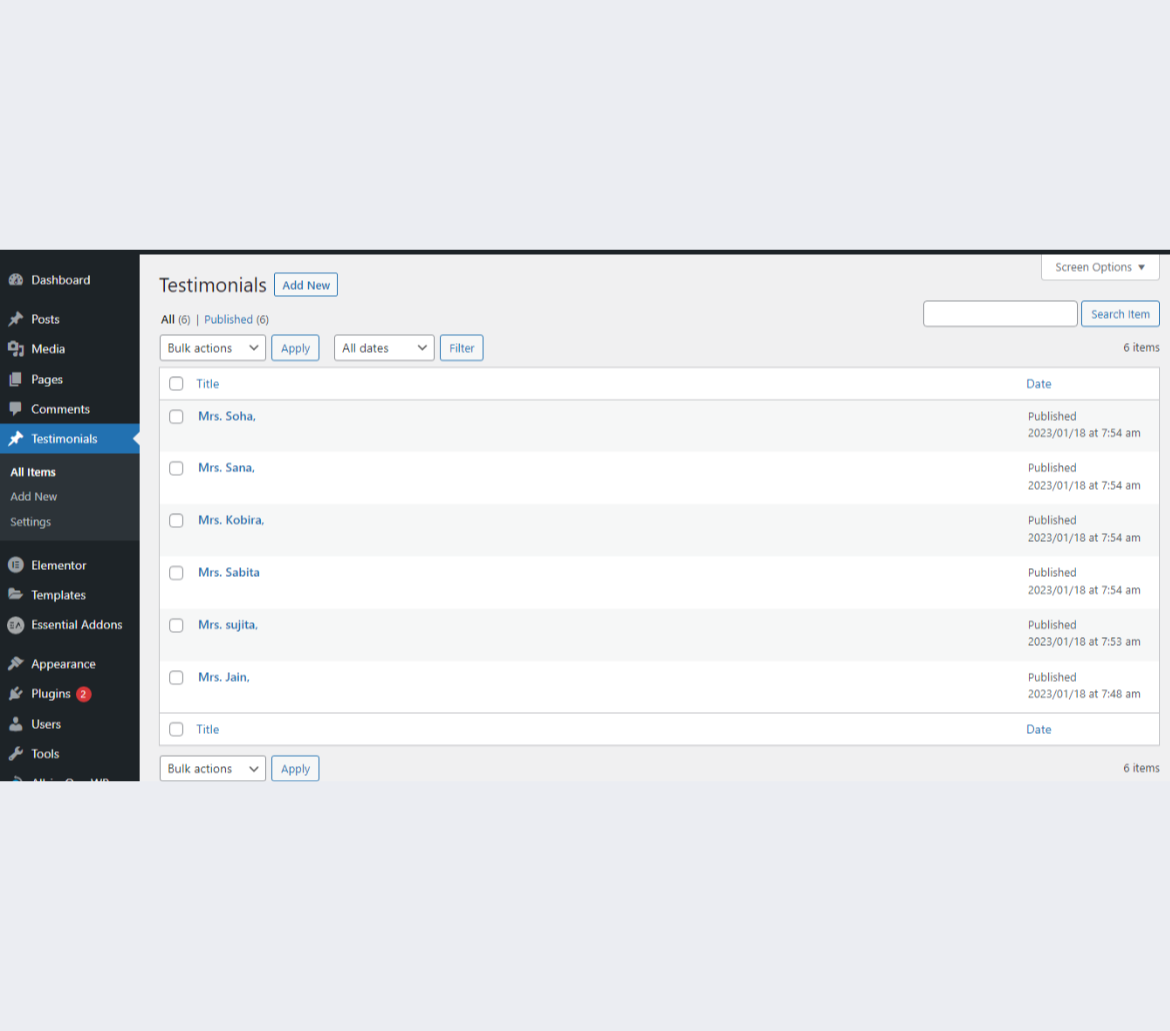 Dashboard
Posts
Media
Pages
Comments
Testimonials
All Items
Add New
Settings
Elementor
Templates
Essential Addons
Appearance
Plugins 2
Users
Tools
Screen Options ▼
Testimonials Add New
All (6) | Published (6)
Search Item
Bulk actions Apply All dates Filter 6 items
Title Date
Mrs. Soha, Published
2023/01/18 at 7:54 am
Mrs. Sana, Published
2023/01/18 at 7:54 am
Mrs. Kobira, Published
2023/01/18 at 7:54 am
Mrs. Sabita Published
2023/01/18 at 7:54 am
Mrs. sujita, Published
2023/01/18 at 7:53 am
Mrs. Jain, Published
2023/01/18 at 7:48 am
Title Date
Bulk actions Apply 6 items